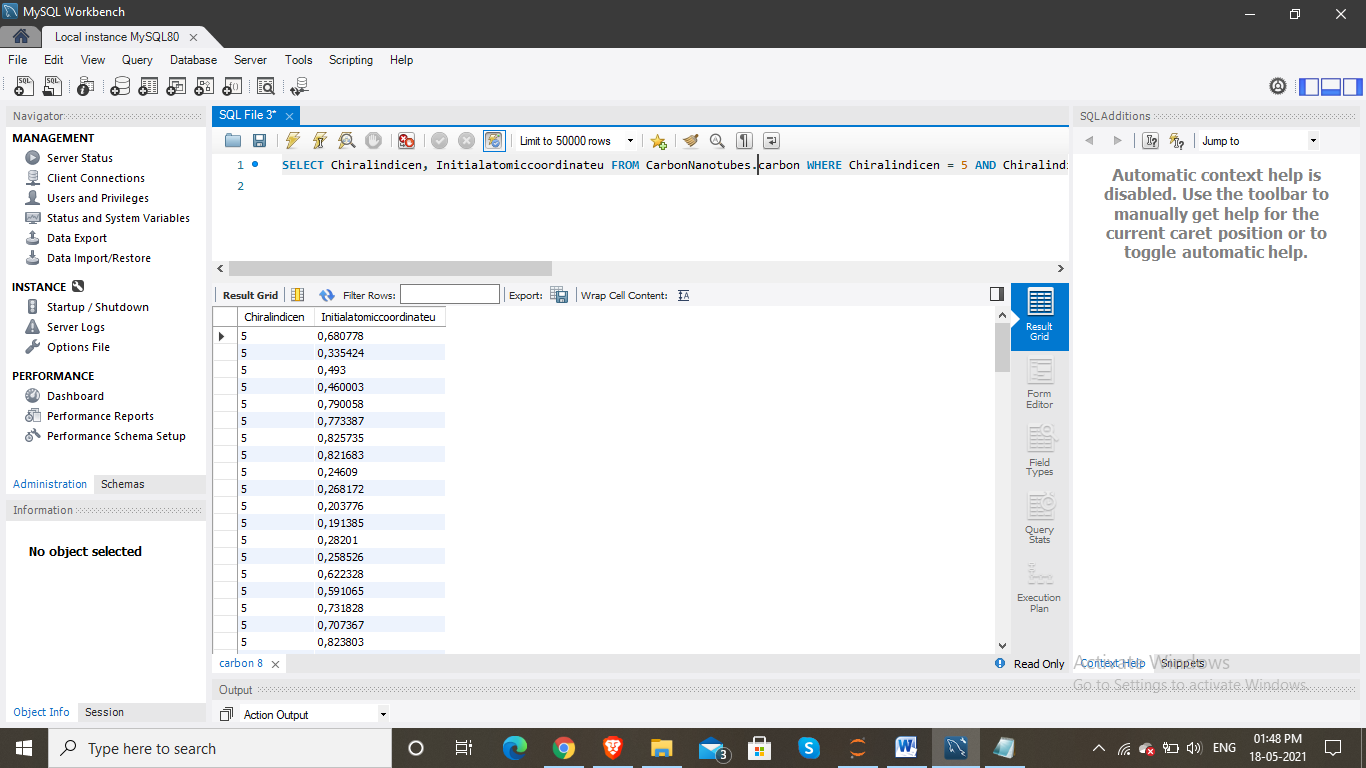 MySQL Workbench
Local instance MySQL80
File Edit View Query Database Server Tools Scripting Help
Navigator
MANAGEMENT
Server Status
Client Connections
Users and Privileges
Status and System Variables
Data Export
Data Import/Restore
INSTANCE
Startup / Shutdown
Server Logs
Options File
PERFORMANCE
Dashboard
Performance Reports
Performance Schema Setup
Administration Schemas
Information
No object selected
Object Info Session
SQL File 3*
Limit to 50000 rows
1 SELECT Chiralindicen, Initialatomiccoordinateu FROM CarbonNanotubes.carbon WHERE Chiralindicen = 5 AND Chiralindi
2
Result Grid Filter Rows: Export: Wrap Cell Content:
Chiralindicen Initialatomiccoordinateu
5 0,680778
5 0,335424
5 0,493
5 0,460003
5 0,790058
5 0,773387
5 0,825735
5 0,821683
5 0,24609
5 0,268172
5 0,203776
5 0,191385
5 0,28201
5 0,258526
5 0,622328
5 0,591065
5 0,731828
5 0,707367
5 0,823803
Result
Grid
Form
Editor
Field
Types
Query
Stats
Execution
Plan
carbon 8
Read Only
Output
Action Output
SQLAdditions
Jump to
Automatic context help is
disabled. Use the toolbar to
manually get help for the
current caret position or to
toggle automatic help.
Context Help Snippets
Activate Windows
Go to Settings to activate Windows.
Type here to search
3
ENG
01:48 PM
18-05-2021